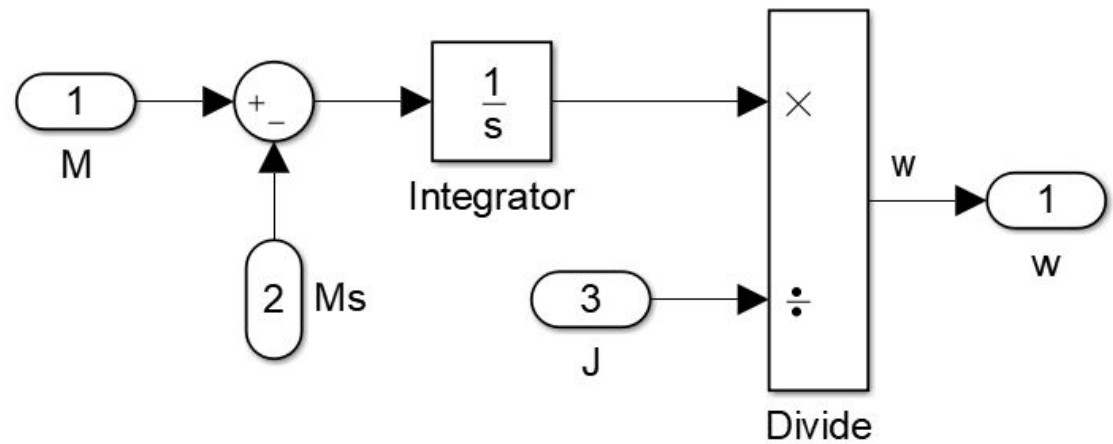 1
M
+
−
2
Ms
1
s
Integrator
3
J
×
÷
Divide
w
1
w